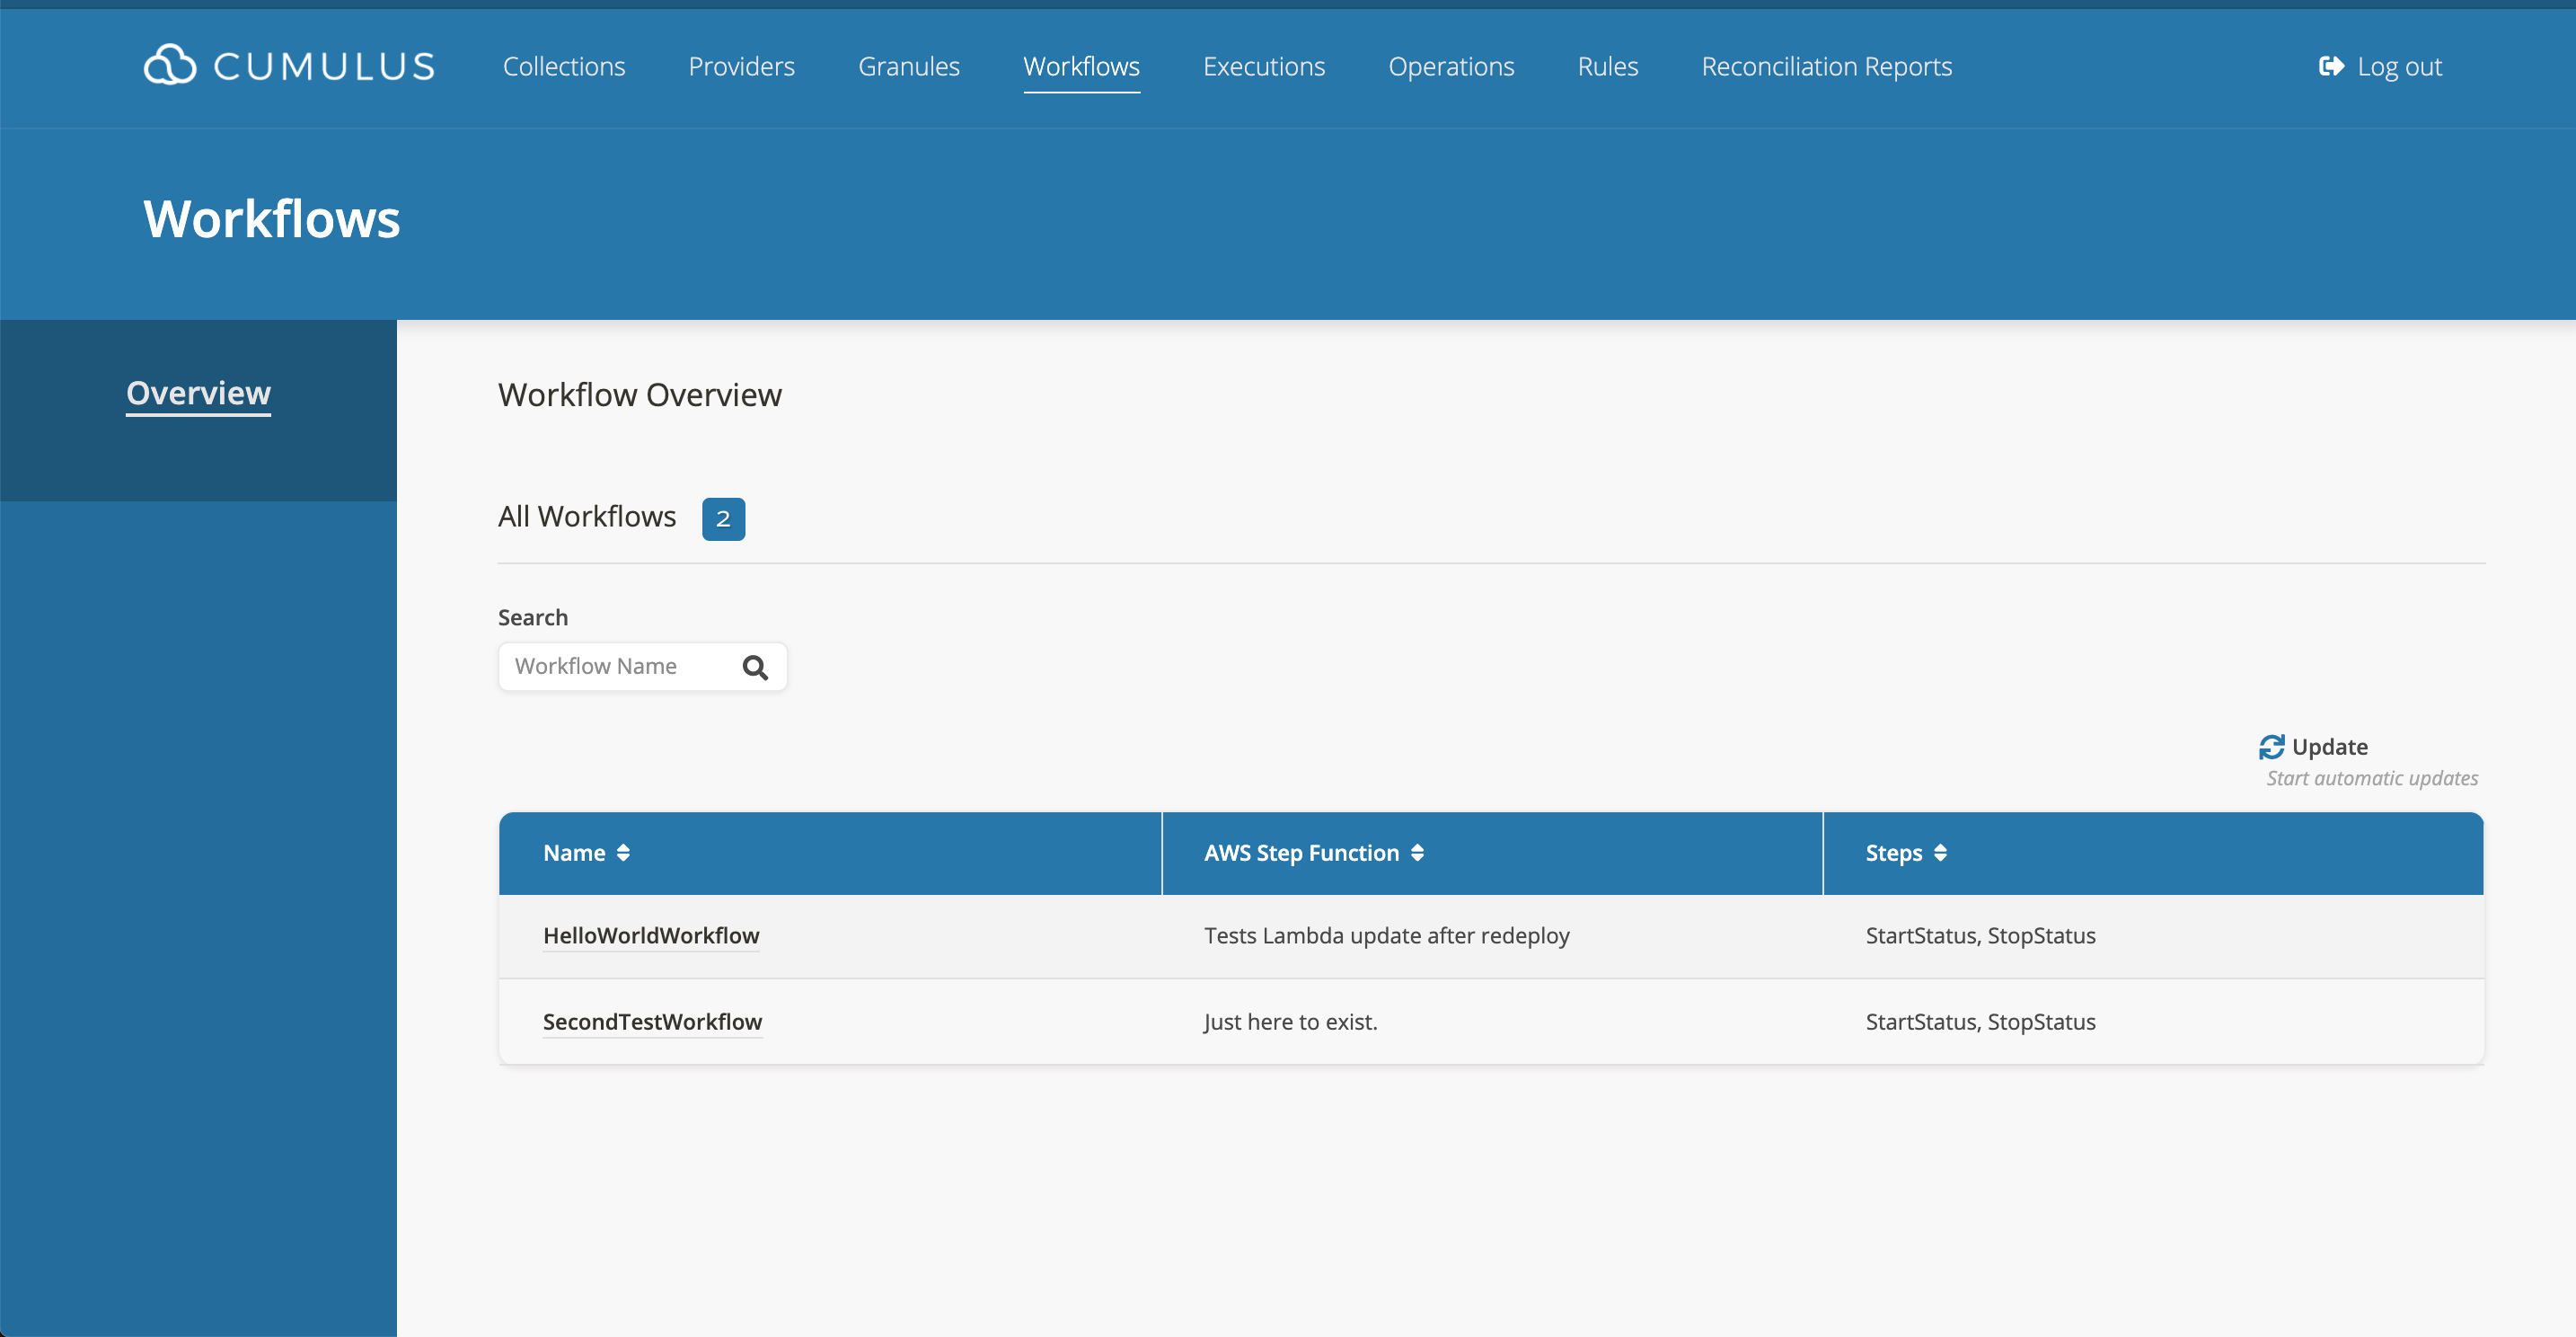 CUMULUS Collections Providers Granules Workflows Executions Operations Rules Reconciliation Reports Log out
Workflows
Overview
Workflow Overview
All Workflows 2
Search
Workflow Name
Update
Start automatic updates
Name AWS Step Function Steps
HelloWorldWorkflow Tests Lambda update after redeploy StartStatus, StopStatus
SecondTestWorkflow Just here to exist. StartStatus, StopStatus